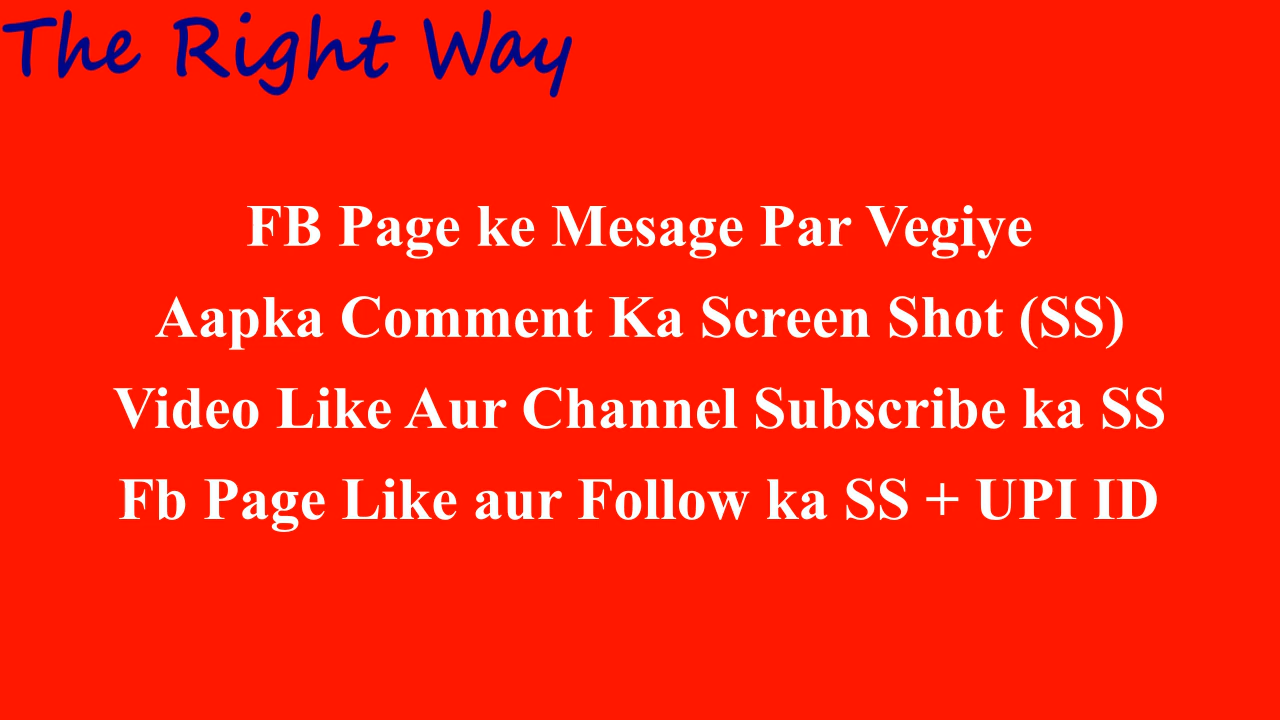 The Right Way
FB Page ke Mesage Par Vegiye
Aapka Comment Ka Screen Shot (SS)
Video Like Aur Channel Subscribe ka SS
Fb Page Like aur Follow ka SS + UPI ID